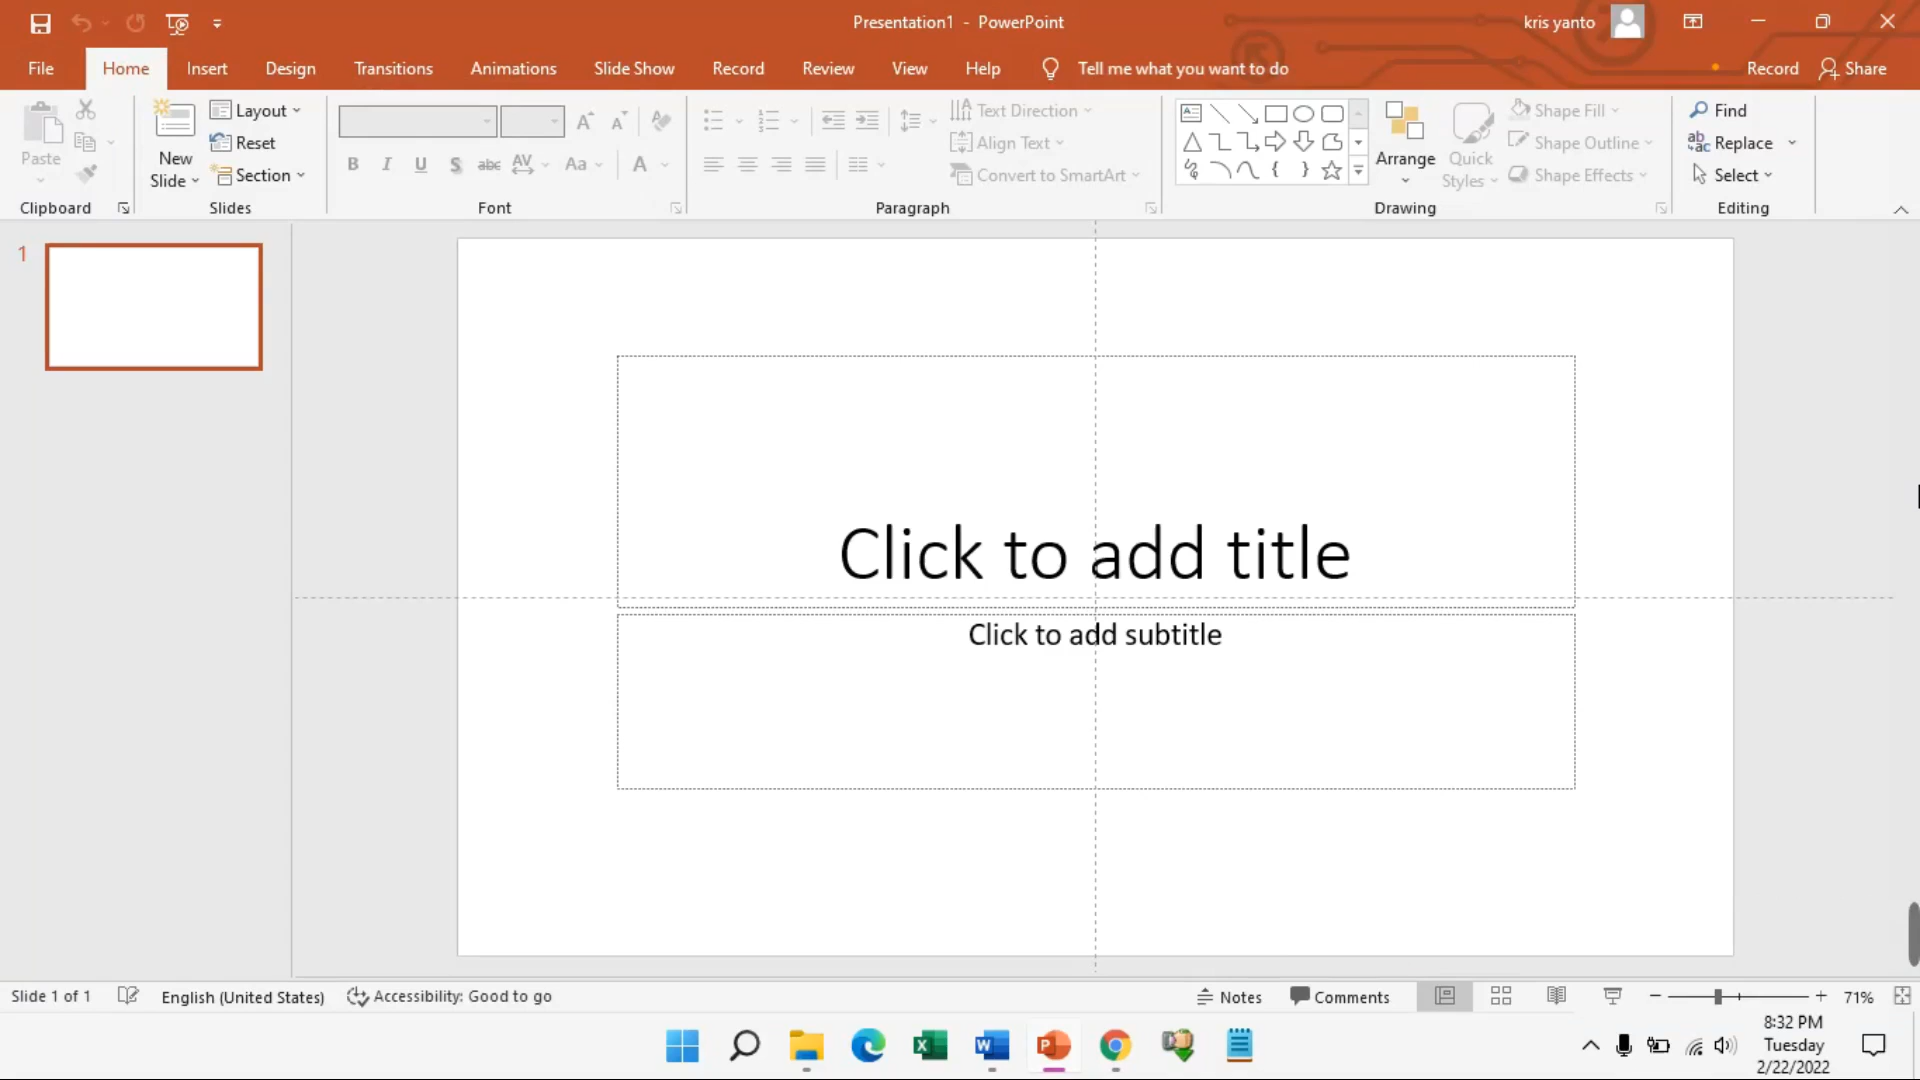 Presentation1 - PowerPoint
kris yanto
File
Home
Insert
Design
Transitions
Animations
Slide Show
Record
Review
View
Help
Tell me what you want to do
Record
Share
Paste
Clipboard
New
Slide
Layout
Reset
Section
Slides
B I U S abc AV Aa A
Font
Text Direction
Align Text
Convert to SmartArt
Paragraph
Arrange
Quick
Styles
Shape Fill
Shape Outline
Shape Effects
Drawing
Find
Replace
Select
Editing
1
Click to add title
Click to add subtitle
Slide 1 of 1
English (United States)
Accessibility: Good to go
Notes
Comments
71%
8:32 PM
Tuesday
2/22/2022